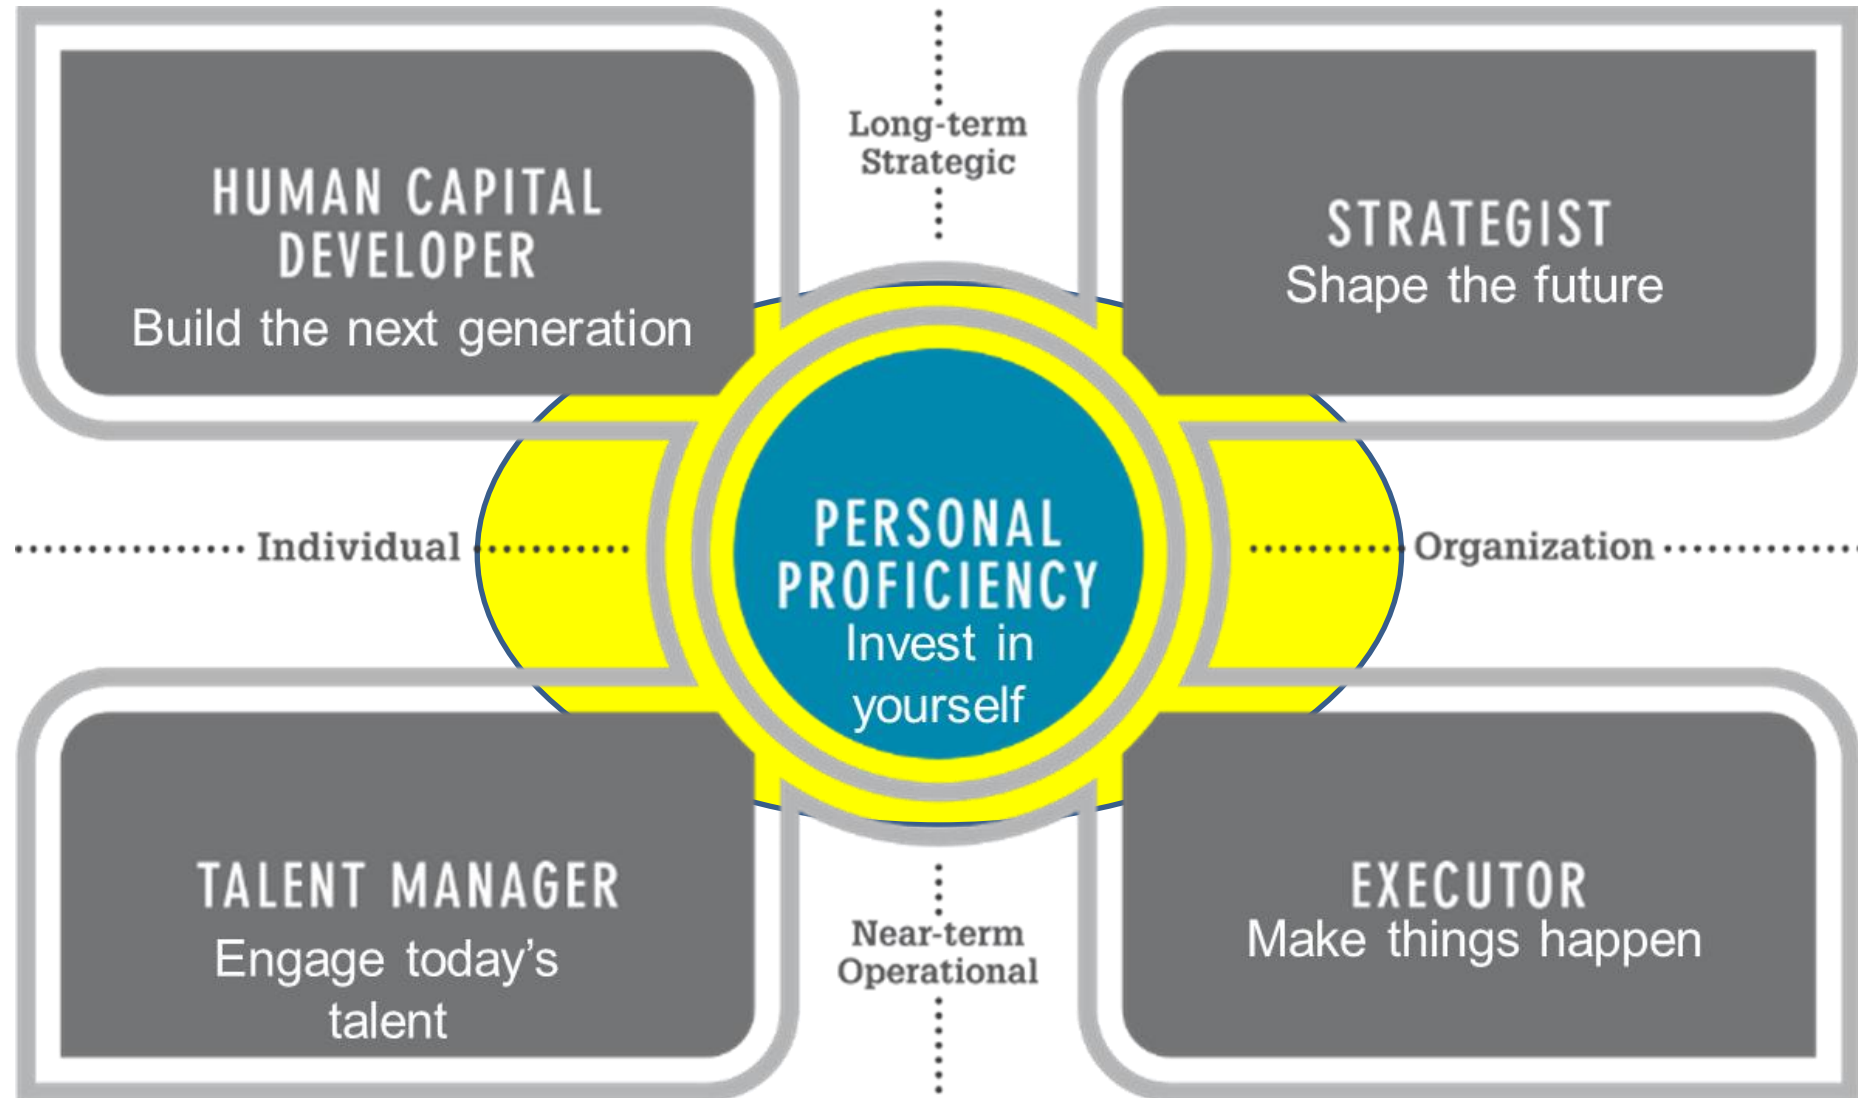 HUMAN CAPITAL
DEVELOPER
Build the next generation
Long-term
Strategic
STRATEGIST
Shape the future
Individual
PERSONAL
PROFICIENCY
Invest in
yourself
Organization
TALENT MANAGER
Engage today’s
talent
Near-term
Operational
EXECUTOR
Make things happen